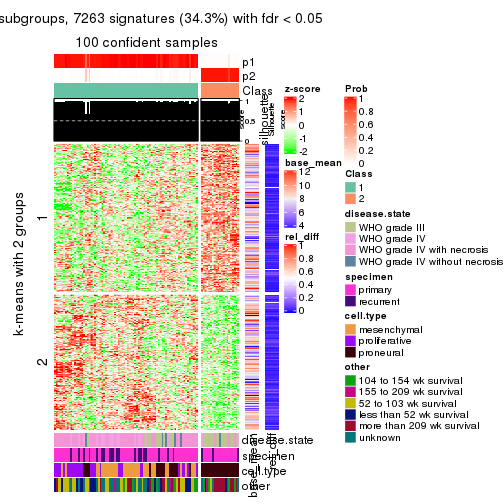 subgroups, 7263 signatures (34.3%) with fdr < 0.05
100 confident samples
p1
p2
Class
silhouette
1
0.5
0
k-means with 2 groups
1
2
disease.state
specimen
cell.type
other
base_mean
rel_diff
z-score
2
1
0
-1
-2
base_mean
12
10
8
6
4
rel_diff
1
0.8
0.6
0.4
0.2
0
Prob
1
0.8
0.6
0.4
0.2
0
Class
1
2
disease.state
WHO grade III
WHO grade IV
WHO grade IV with necrosis
WHO grade IV without necrosis
specimen
primary
recurrent
cell.type
mesenchymal
proliferative
proneural
other
104 to 154 wk survival
155 to 209 wk survival
52 to 103 wk survival
less than 52 wk survival
more than 209 wk survival
unknown